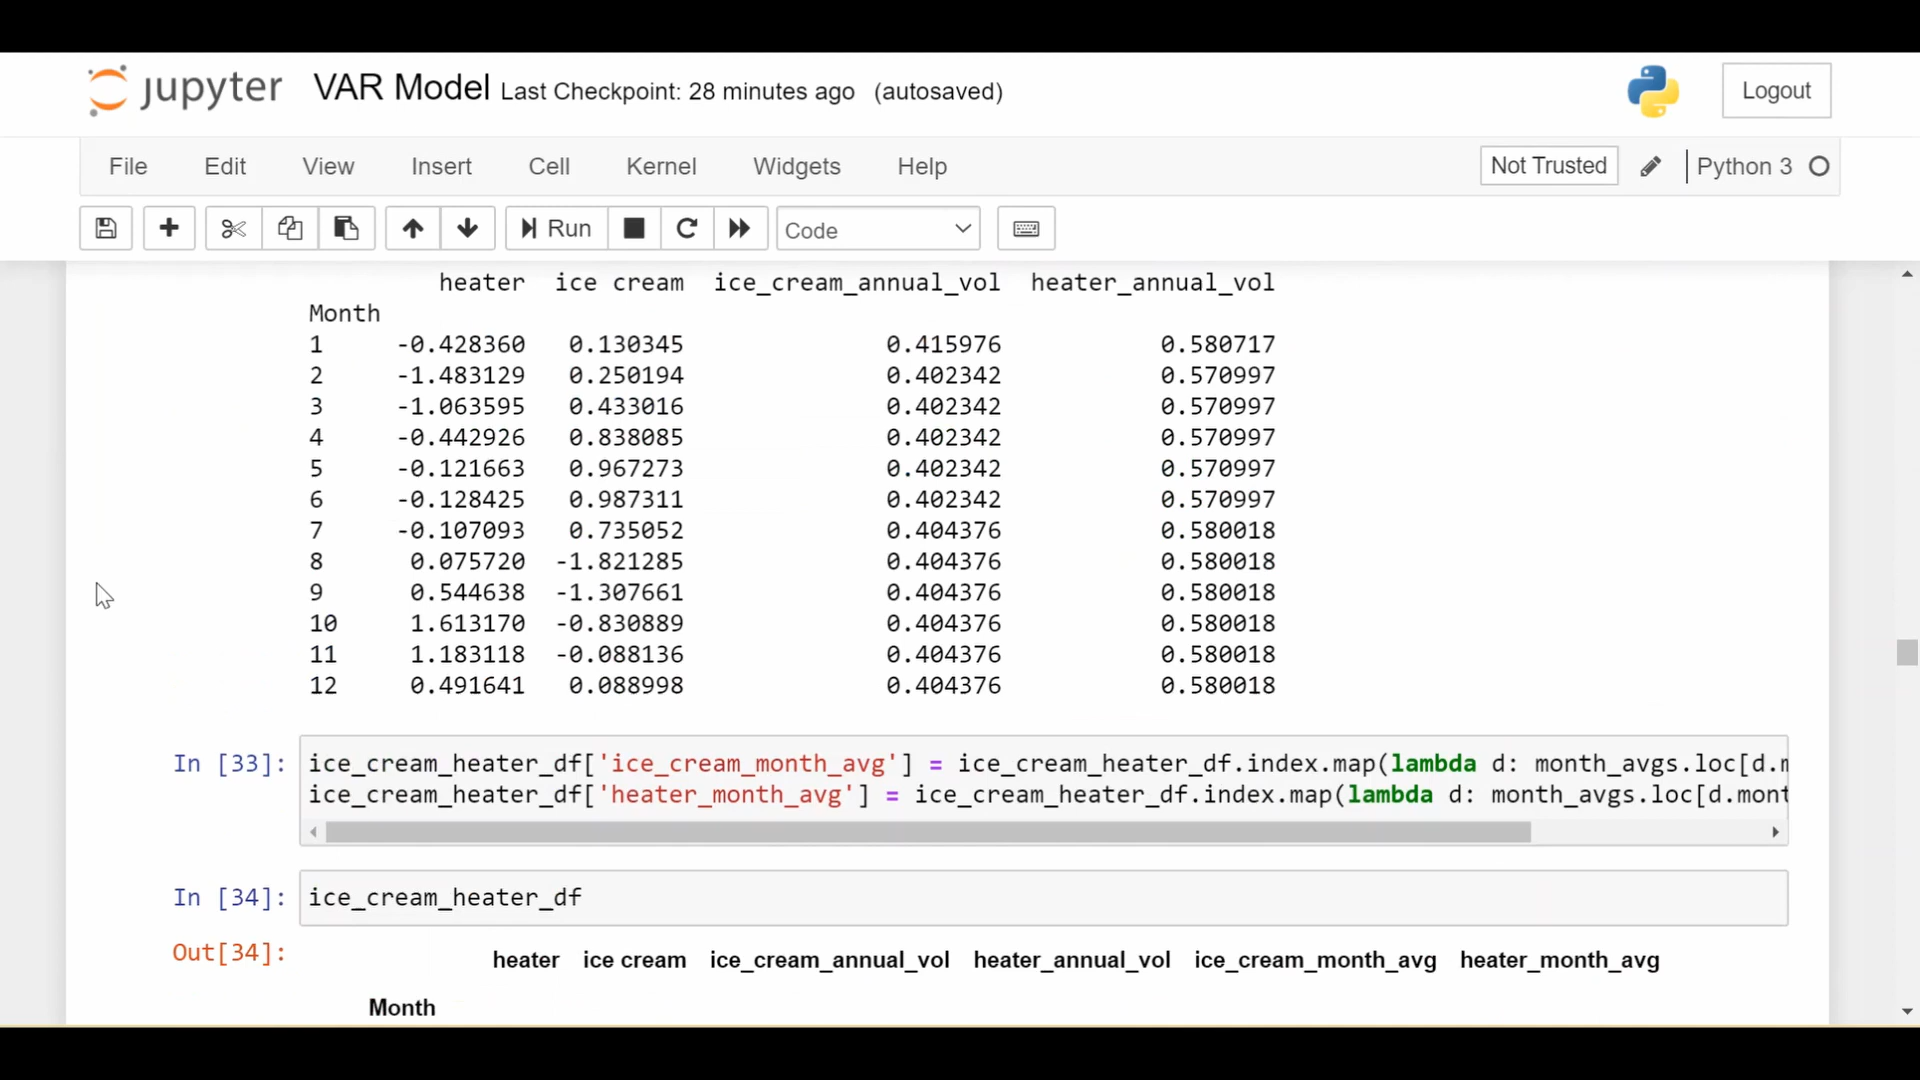 jupyter VAR Model Last Checkpoint: 28 minutes ago (autosaved) Logout
File Edit View Insert Cell Kernel Widgets Help Not Trusted Python 3
Run Code
heater ice cream ice_cream_annual_vol heater_annual_vol
Month
1 -0.428360 0.130345 0.415976 0.580717
2 -1.483129 0.250194 0.402342 0.570997
3 -1.063595 0.433016 0.402342 0.570997
4 -0.442926 0.838085 0.402342 0.570997
5 -0.121663 0.967273 0.402342 0.570997
6 -0.128425 0.987311 0.402342 0.570997
7 -0.107093 0.735052 0.404376 0.580018
8 0.075720 -1.821285 0.404376 0.580018
9 0.544638 -1.307661 0.404376 0.580018
10 1.613170 -0.830889 0.404376 0.580018
11 1.183118 -0.088136 0.404376 0.580018
12 0.491641 0.088998 0.404376 0.580018
In [33]: ice_cream_heater_df['ice_cream_month_avg'] = ice_cream_heater_df.index.map(lambda d: month_avgs.loc[d.m
ice_cream_heater_df['heater_month_avg'] = ice_cream_heater_df.index.map(lambda d: month_avgs.loc[d.mont
In [34]: ice_cream_heater_df
Out[34]: heater ice cream ice_cream_annual_vol heater_annual_vol ice_cream_month_avg heater_month_avg
Month